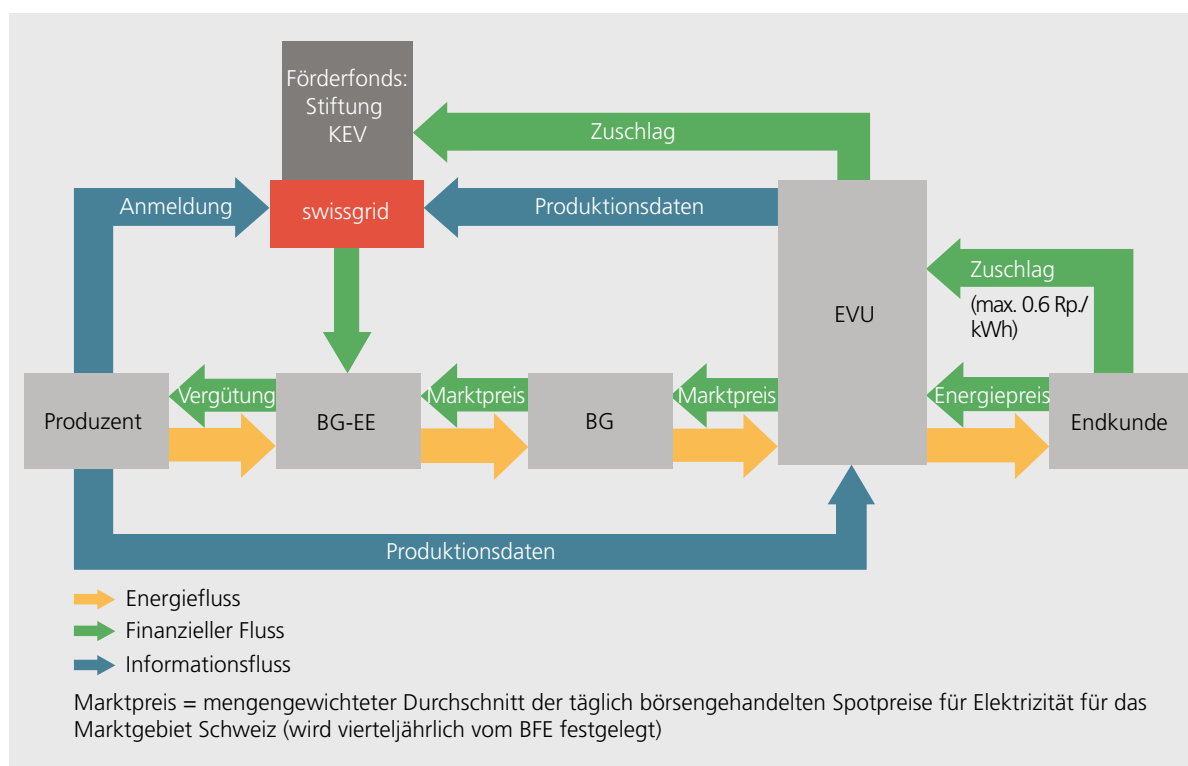 Förderfonds:
Stiftung
KEV
Zuschlag
Anmeldung
swissgrid
Produktionsdaten
Zuschlag
(max. 0.6 Rp./
kWh)
EVU
Vergütung
Marktpreis
Marktpreis
Energiepreis
Produzent
BG-EE
BG
Endkunde
Produktionsdaten
Energiefluss
Finanzieller Fluss
Informationsfluss
Marktpreis = mengengewichteter Durchschnitt der täglich börsengehandelten Spotpreise für Elektrizität für das
Marktgebiet Schweiz (wird vierteljährlich vom BFE festgelegt)